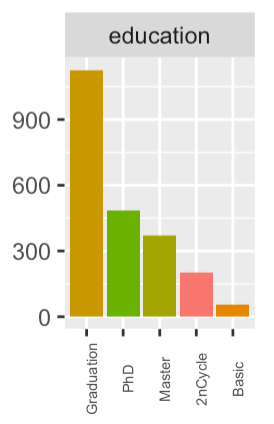 education
900
600
300
0
Graduation
PhD
Master
2nCycle
Basic